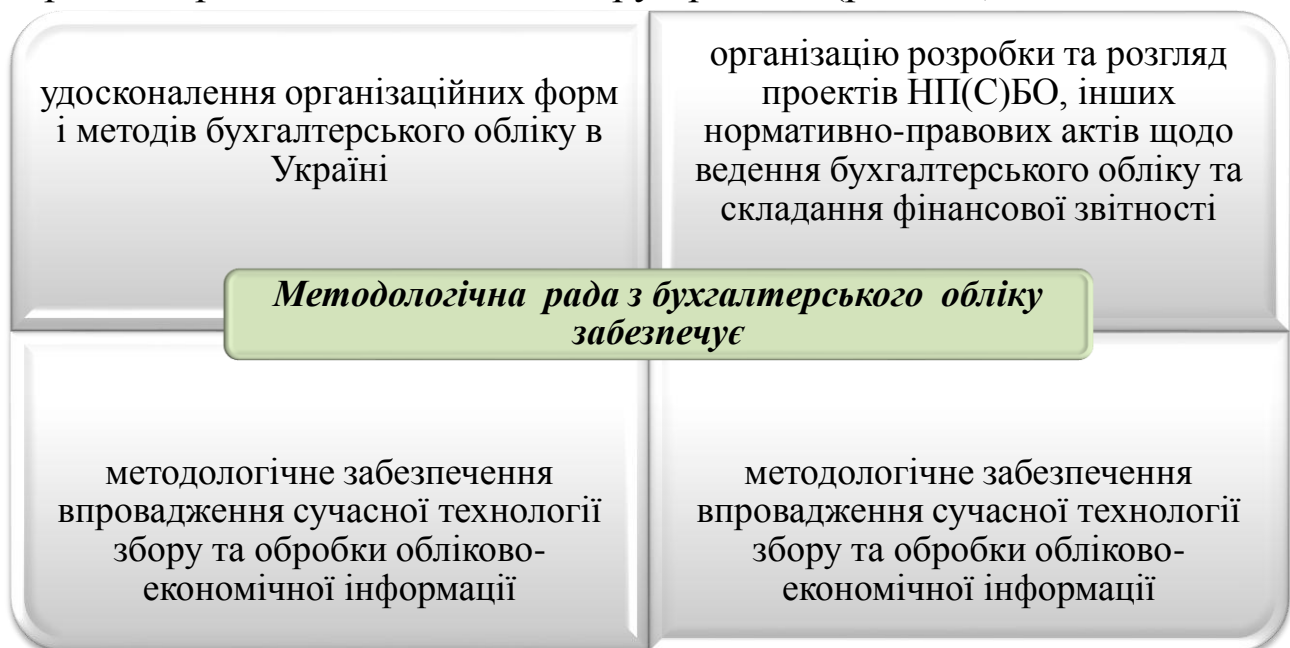 удосконалення організаційних форм
і методів бухгалтерського обліку в
Україні
організацію розробки та розгляд
проектів НП(С)БО, інших
нормативно-правових актів щодо
ведення бухгалтерського обліку та
складання фінансової звітності
Методологічна рада з бухгалтерського обліку
забезпечує
методологічне забезпечення
впровадження сучасної технології
збору та обробки обліково-
економічної інформації
методологічне забезпечення
впровадження сучасної технології
збору та обробки обліково-
економічної інформації